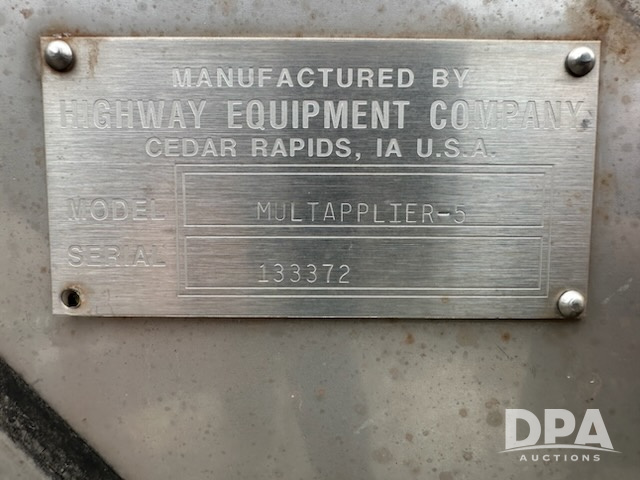 MANUFACTURED BY
HIGHWAY EQUIPMENT COMPANY
CEDAR RAPIDS, IA U.S.A.
MODEL MULTAPPLIER-5
SERIAL 133372
DPA
AUCTIONS